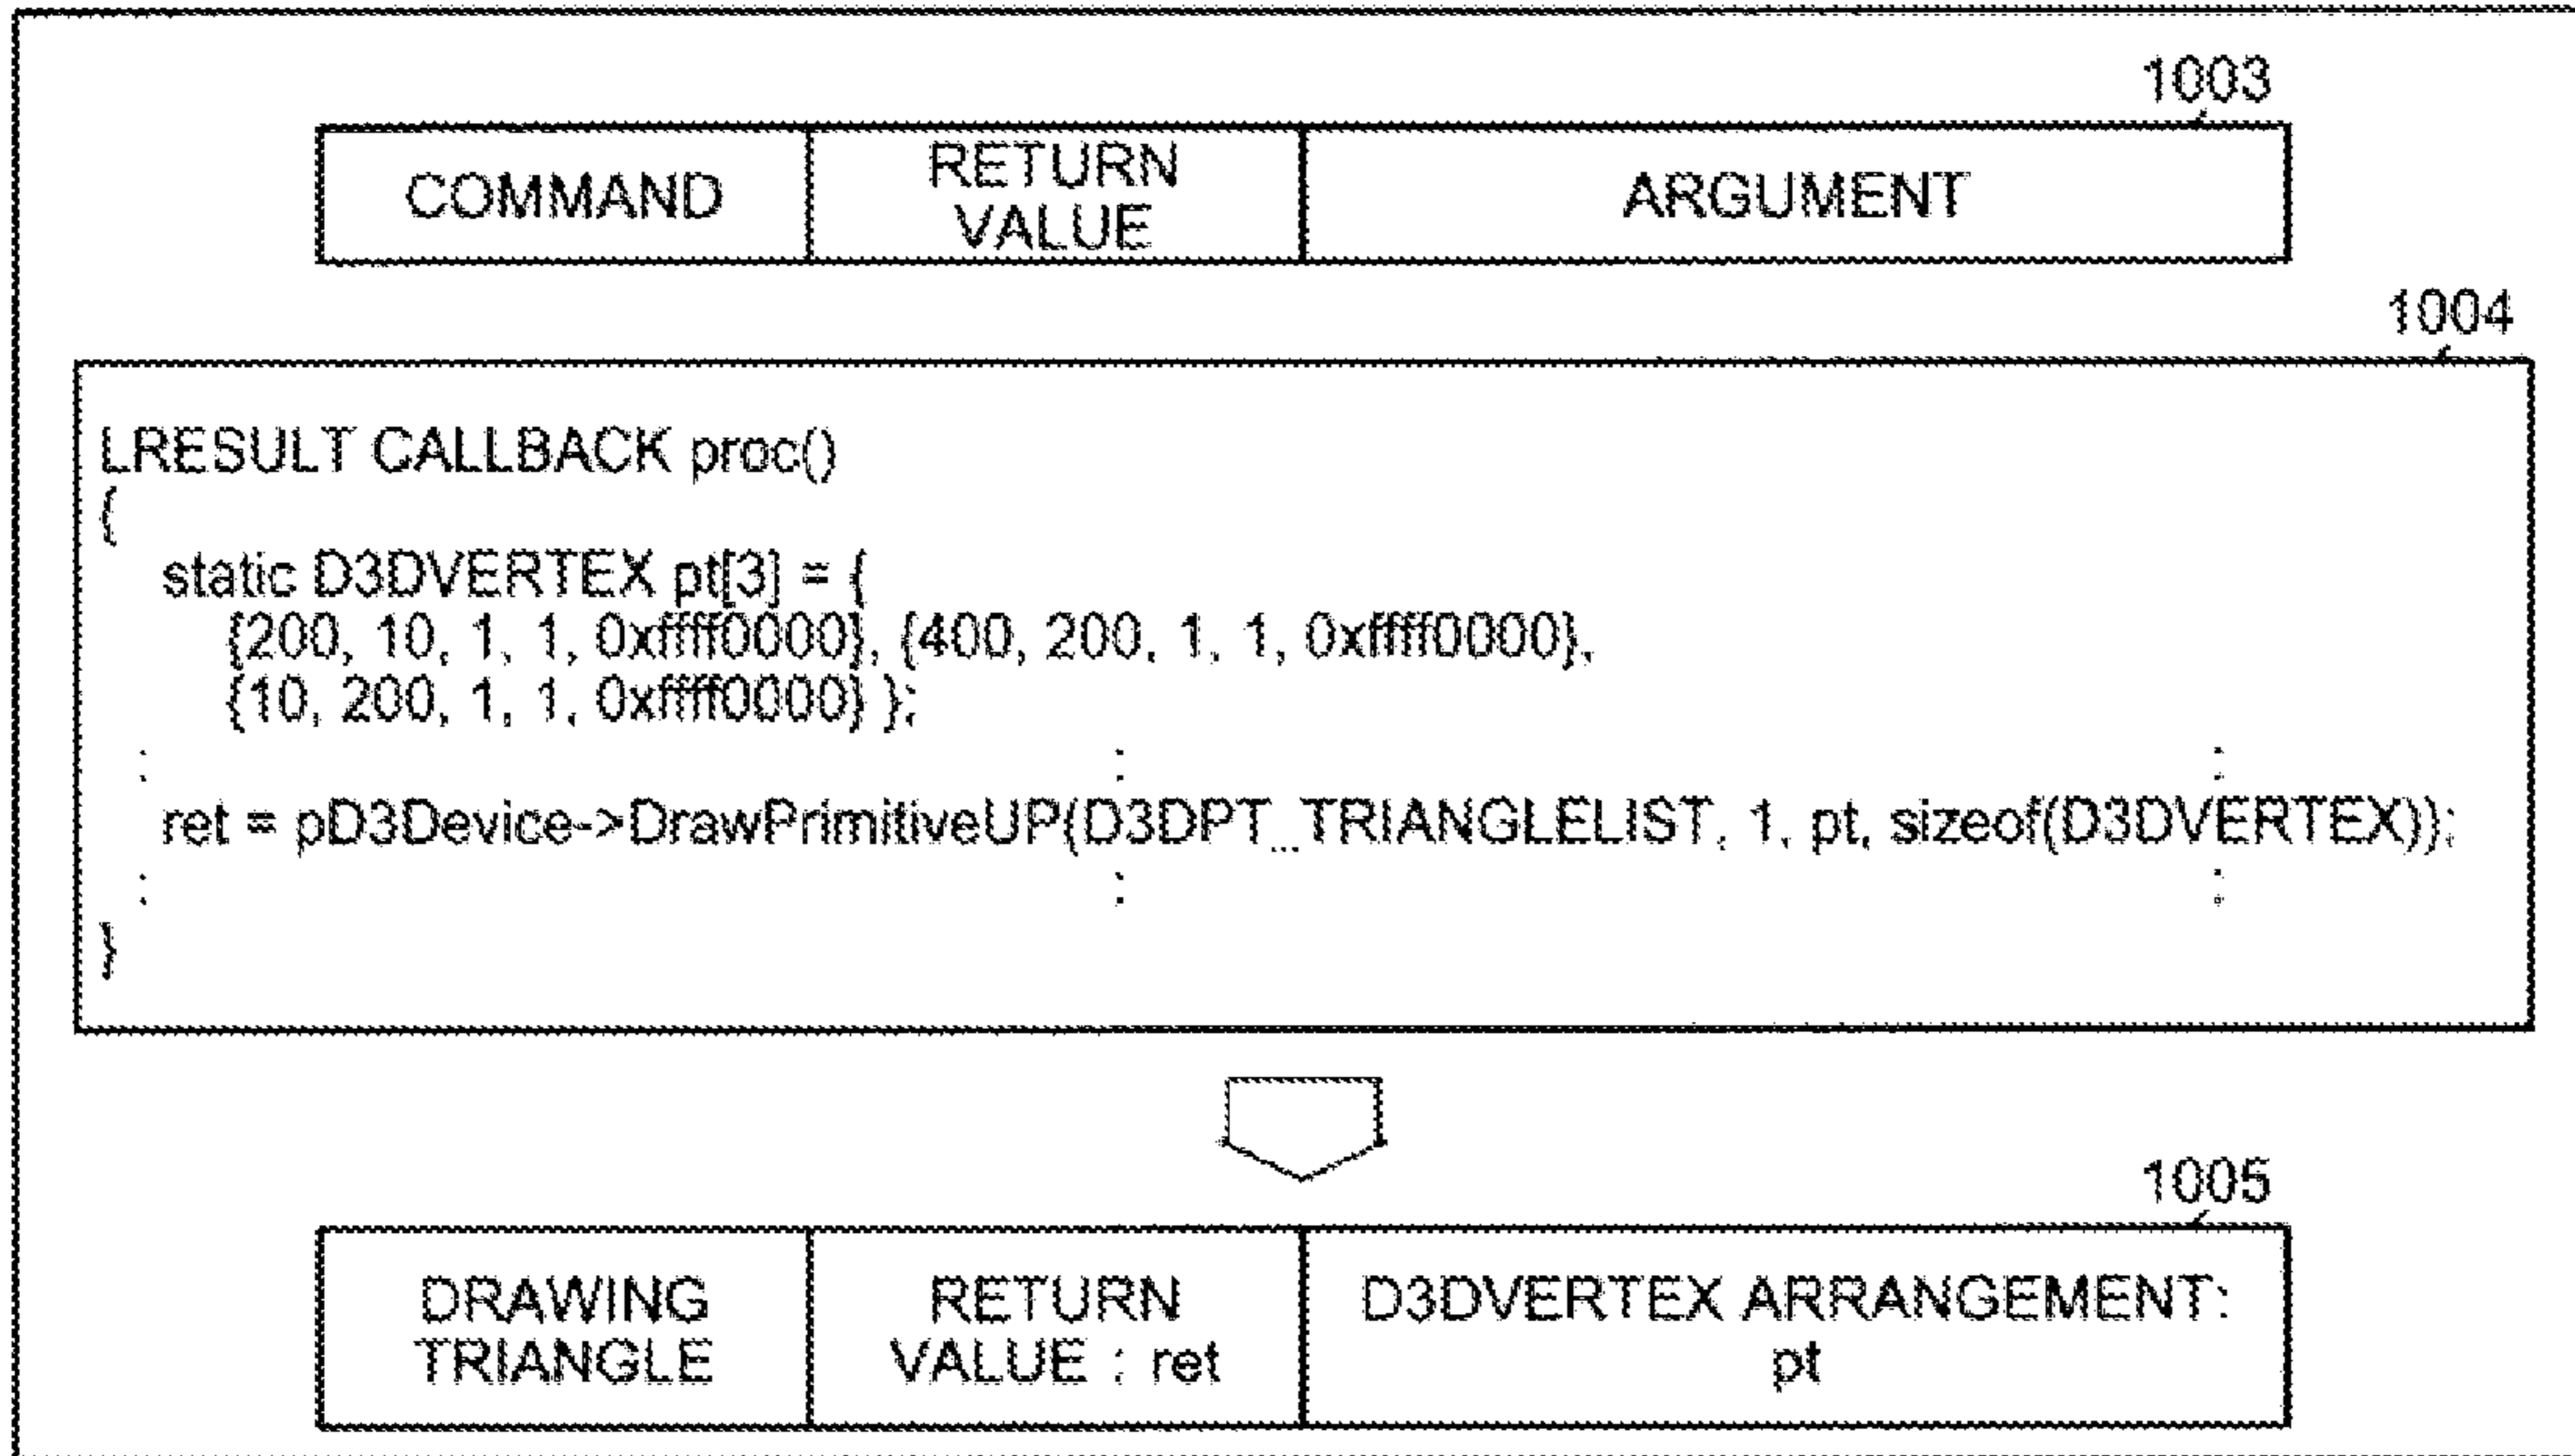 1003
COMMAND
RETURN
VALUE
ARGUMENT
1004
LRESULT CALLBACK proc()
{
static D3DVERTEX pt[3] = {
{200, 10, 1, 1, 0xffff0000}, {400, 200, 1, 1, 0xffff0000},
{10, 200, 1, 1, 0xffff0000} };
: : :
ret = pD3Device->DrawPrimitiveUP(D3DPT_TRIANGLELIST, 1, pt, sizeof(D3DVERTEX));
: : :
}
1005
DRAWING
TRIANGLE
RETURN
VALUE : ret
D3DVERTEX ARRANGEMENT:
pt